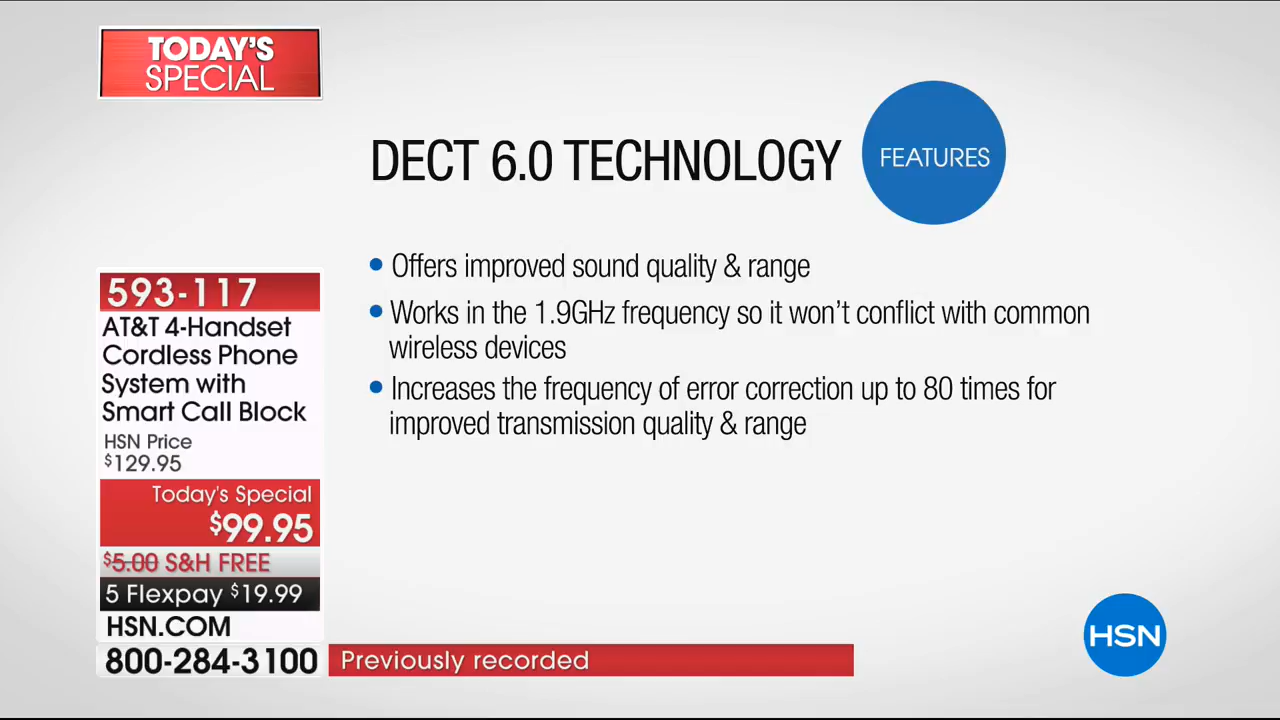 TODAY'S
SPECIAL
DECT 6.0 TECHNOLOGY
FEATURES
• Offers improved sound quality & range
• Works in the 1.9GHz frequency so it won't conflict with common
wireless devices
• Increases the frequency of error correction up to 80 times for
improved transmission quality & range
593-117
AT&T 4-Handset
Cordless Phone
System with
Smart Call Block
HSN Price
$129.95
Today's Special
$99.95
$5.00 S&H FREE
5 Flexpay $19.99
HSN.COM
800-284-3100
Previously recorded
HSN